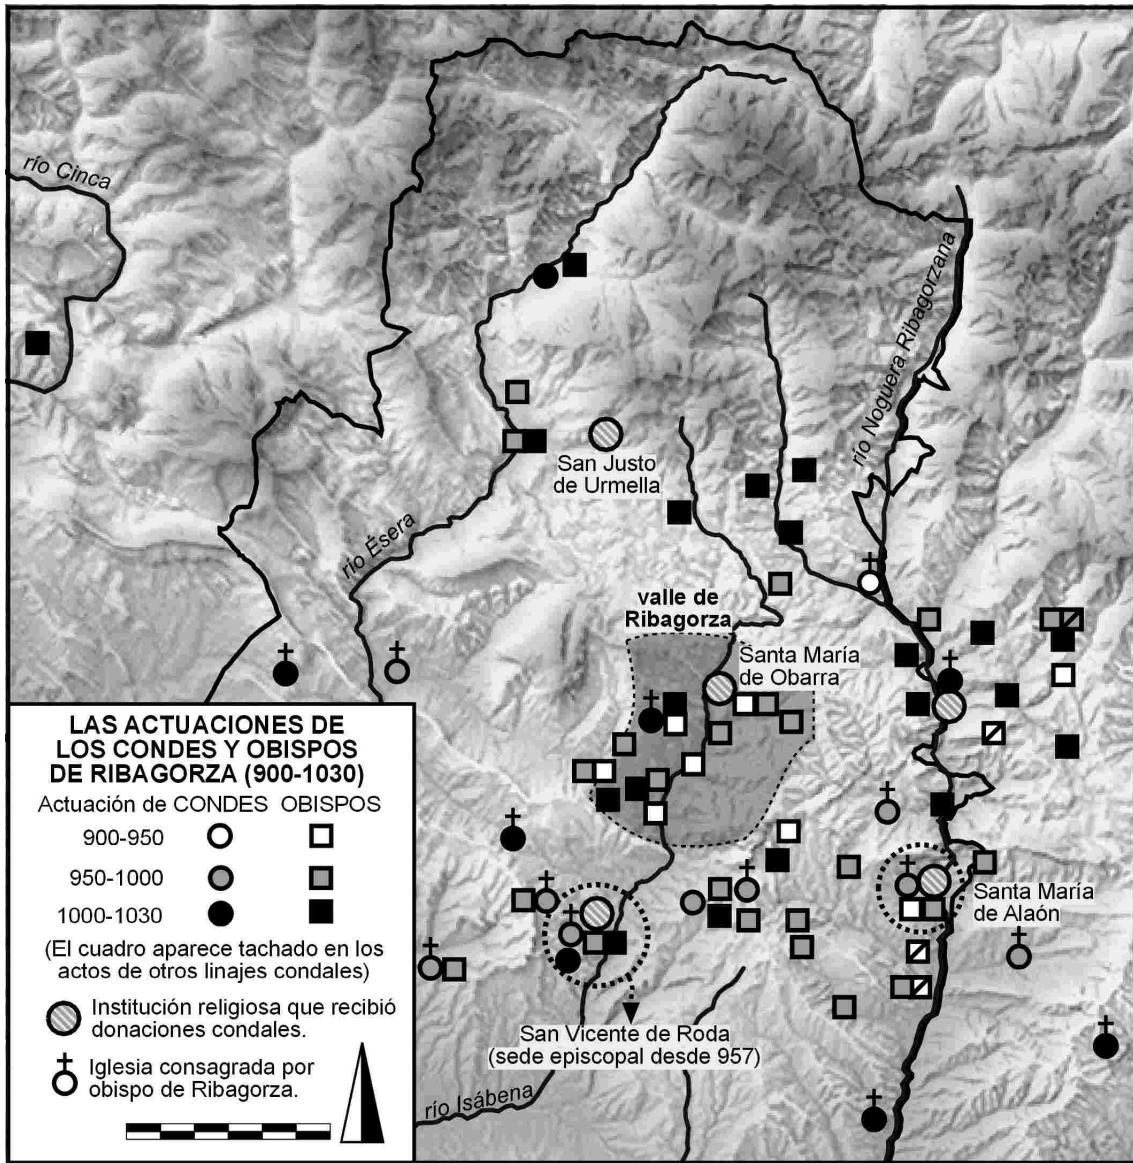 río Cinca
río Noguera Ribagorzana
San Justo
de Urmella
río Ésera
valle de
Ribagorza
Santa María
de Obarra
LAS ACTUACIONES DE
LOS CONDES Y OBISPOS
DE RIBAGORZA (900-1030)
Actuación de CONDES OBISPOS
900-950
950-1000
1000-1030
(El cuadro aparece tachado en los
actos de otros linajes condales)
Institución religiosa que recibió
donaciones condales.
Iglesia consagrada por
obispo de Ribagorza.
Santa María
de Alaón
San Vicente de Roda
(sede episcopal desde 957)
río Isábena